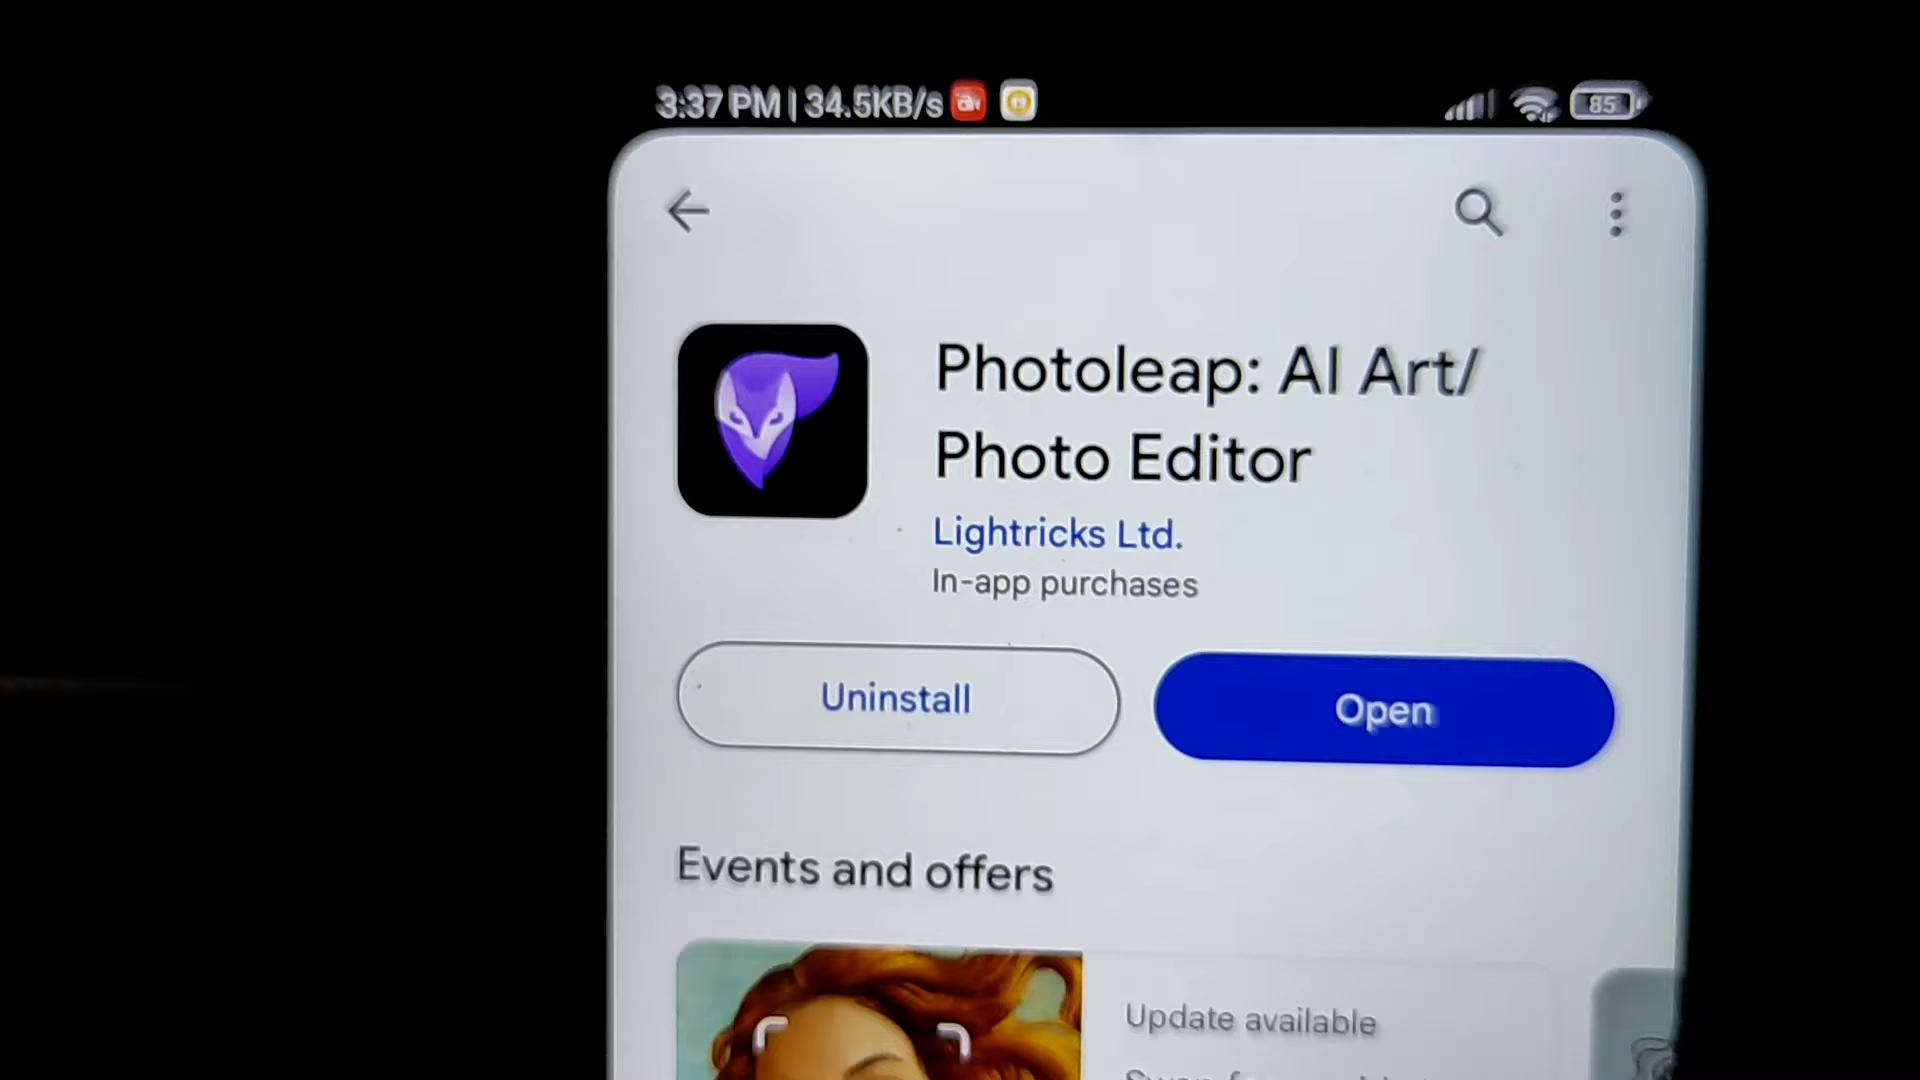 3:37 PM | 34.5KB/s
85
Photoleap: AI Art/
Photo Editor
Lightricks Ltd.
In-app purchases
Uninstall
Open
Events and offers
Update available